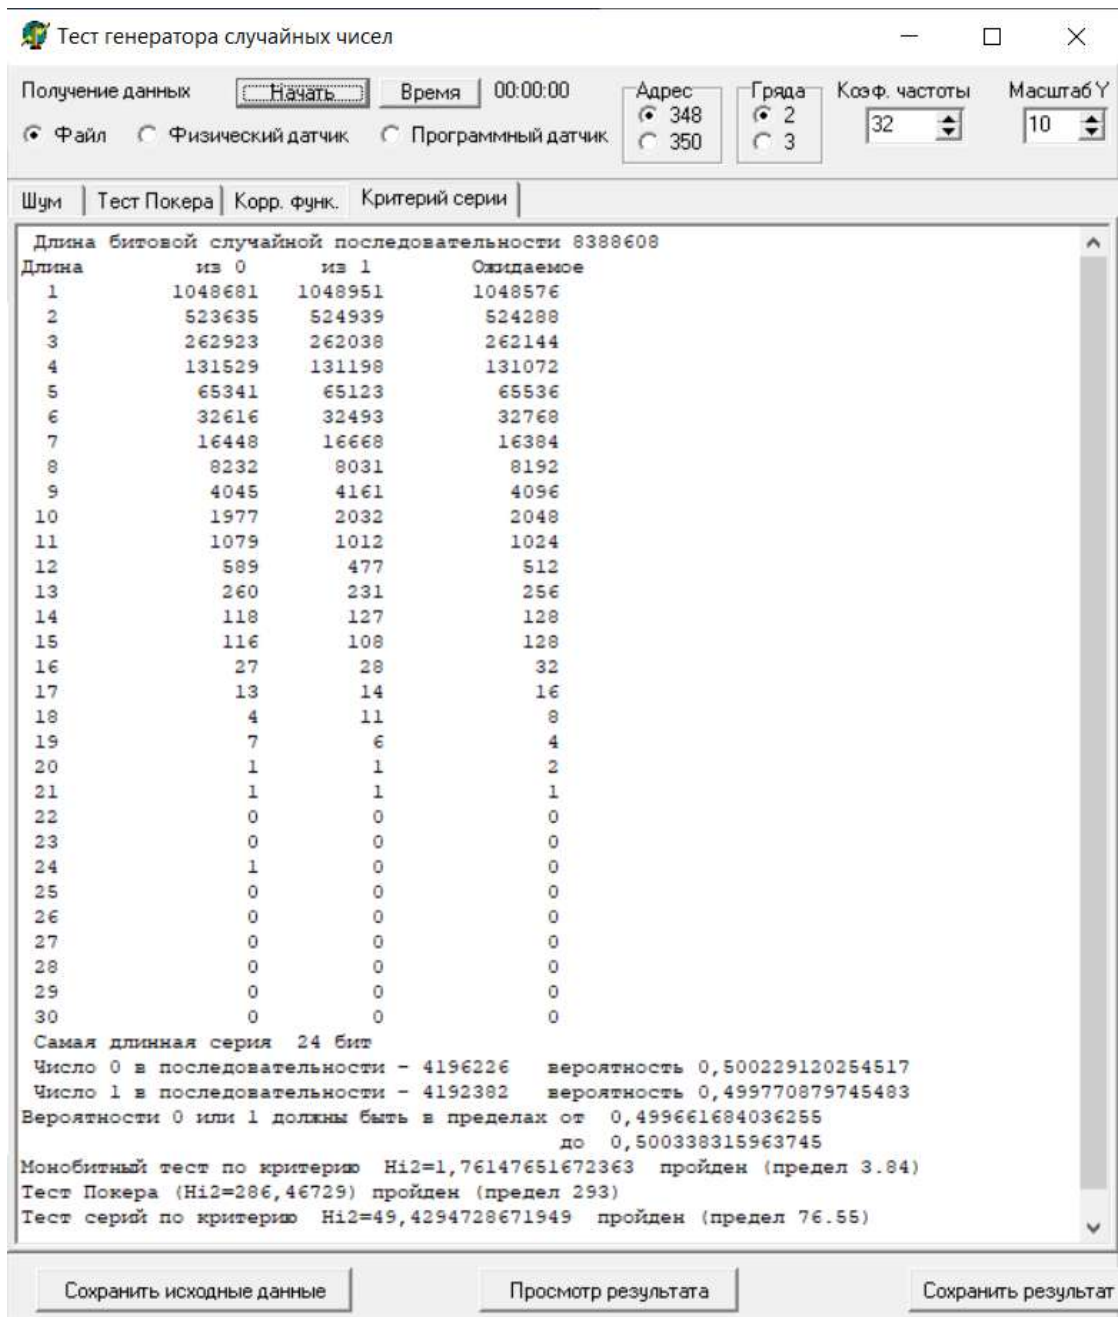 Тест генератора случайных чисел
Получение данных Начать Время 00:00:00 Адрес Гряда Коэф. частоты Масштаб Y
348 2 32 10
Файл Физический датчик Программный датчик 350 3
Шум Тест Покера Корр. функ. Критерий серии
Длина битовой случайной последовательности 8388608
Длина из 0 из 1 Ожидаемое
1 1048681 1048951 1048576
2 523635 524939 524288
3 262923 262038 262144
4 131529 131198 131072
5 65341 65123 65536
6 32616 32493 32768
7 16448 16668 16384
8 8232 8031 8192
9 4045 4161 4096
10 1977 2032 2048
11 1079 1012 1024
12 589 477 512
13 260 231 256
14 118 127 128
15 116 108 128
16 27 28 32
17 13 14 16
18 4 11 8
19 7 6 4
20 1 1 2
21 1 1 1
22 0 0 0
23 0 0 0
24 1 0 0
25 0 0 0
26 0 0 0
27 0 0 0
28 0 0 0
29 0 0 0
30 0 0 0
Самая длинная серия 24 бит
Число 0 в последовательности - 4196226 вероятность 0,500229120254517
Число 1 в последовательности - 4192382 вероятность 0,499770879745483
Вероятности 0 или 1 должны быть в пределах от 0,499661684036255
до 0,500338315963745
Монобитный тест по критерию Hi2=1,76147651672363 пройден (предел 3.84)
Тест Покера (Hi2=286,46729) пройден (предел 293)
Тест серий по критерию Hi2=49,4294728671949 пройден (предел 76.55)
Сохранить исходные данные Просмотр результата Сохранить результат